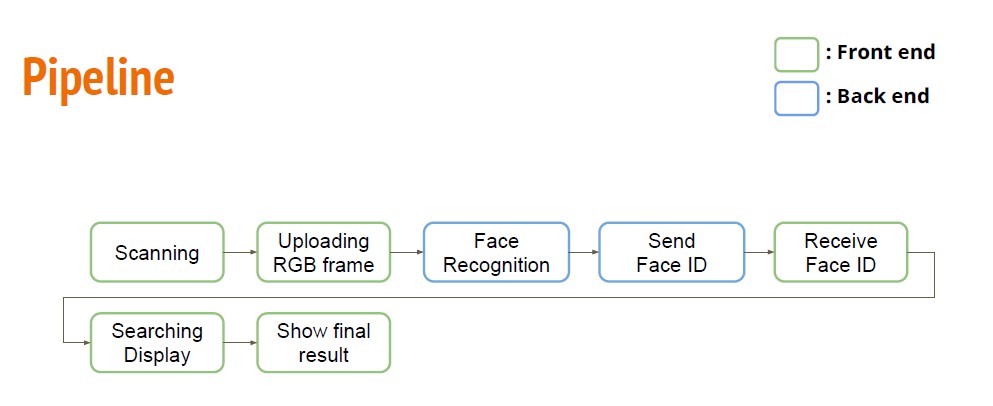 Pipeline
: Front end
: Back end
Scanning
Uploading
RGB frame
Face
Recognition
Send
Face ID
Receive
Face ID
Searching
Display
Show final
result